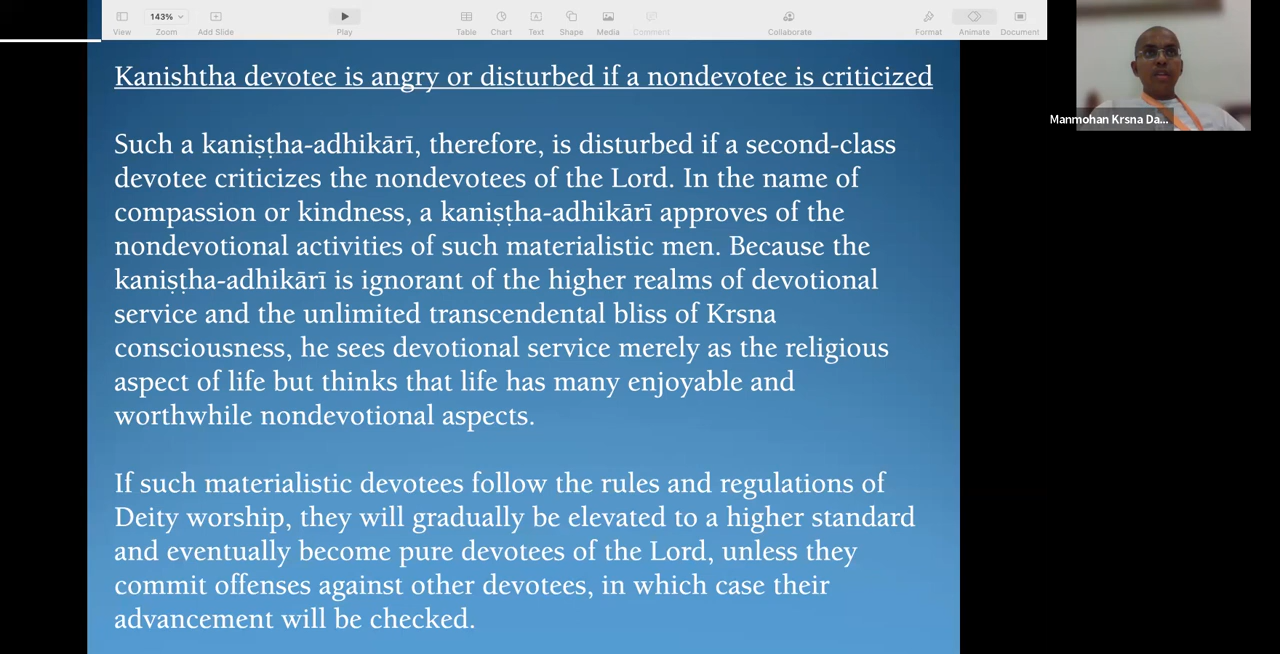 143%
View
Zoom
Add Slide
Play
Table
Chart
Text
Shape
Media
Comment
Collaborate
Format
Animate
Document
Manmohan Krsna Da...
Kanishtha devotee is angry or disturbed if a nondevotee is criticized
Such a kaniṣṭha-adhikārī, therefore, is disturbed if a second-class
devotee criticizes the nondevotees of the Lord. In the name of
compassion or kindness, a kaniṣṭha-adhikārī approves of the
nondevotional activities of such materialistic men. Because the
kaniṣṭha-adhikārī is ignorant of the higher realms of devotional
service and the unlimited transcendental bliss of Krsna
consciousness, he sees devotional service merely as the religious
aspect of life but thinks that life has many enjoyable and
worthwhile nondevotional aspects.
If such materialistic devotees follow the rules and regulations of
Deity worship, they will gradually be elevated to a higher standard
and eventually become pure devotees of the Lord, unless they
commit offenses against other devotees, in which case their
advancement will be checked.